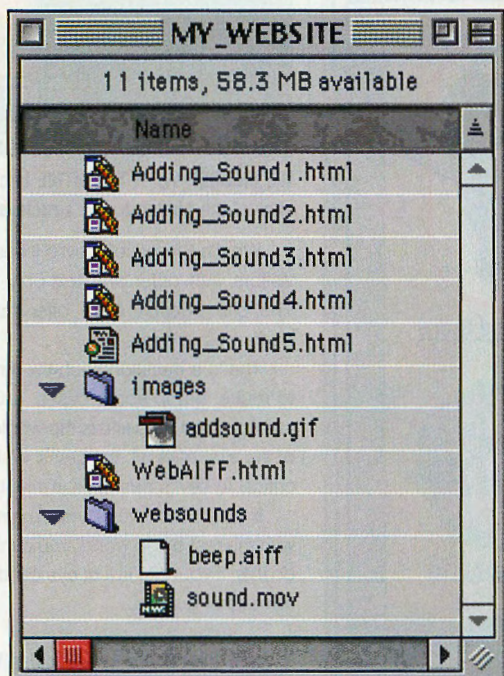 MY_WEBSITE
11 items, 58.3 MB available
Name
Adding_Sound1.html
Adding_Sound2.html
Adding_Sound3.html
Adding_Sound4.html
Adding_Sound5.html
images
addsound.gif
WebAIFF.html
websounds
beep.aiff
sound.mov